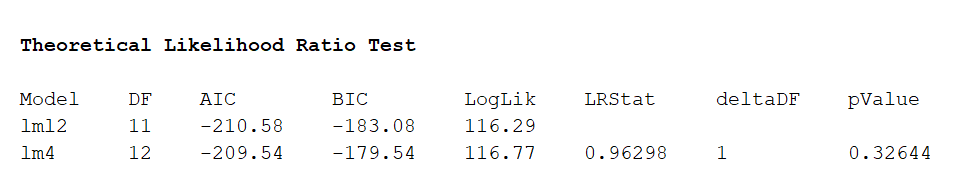 Theoretical Likelihood Ratio Test
Model DF AIC BIC LogLik LRStat deltaDF pValue
lml2 11 -210.58 -183.08 116.29
lm4 12 -209.54 -179.54 116.77 0.96298 1 0.32644